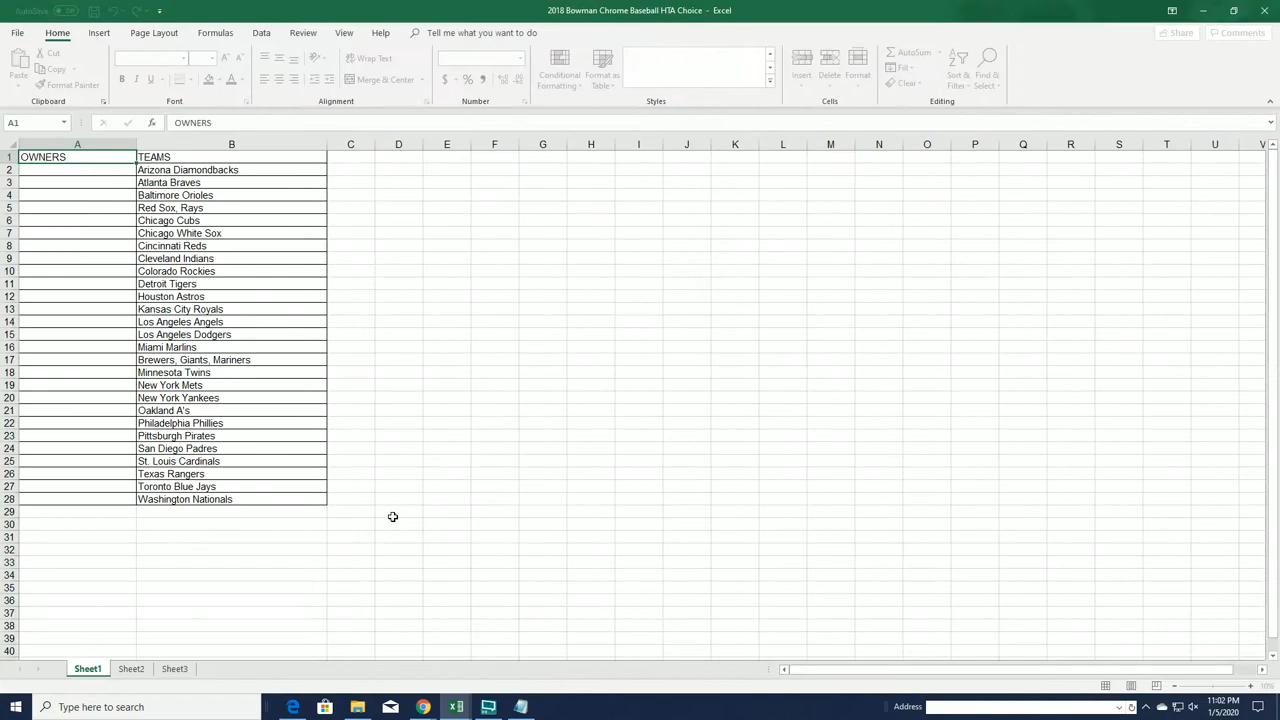 AutoSave Off
2018 Bowman Chrome Baseball HTA Choice - Excel
File Home Insert Page Layout Formulas Data Review View Help Tell me what you want to do Share Comments
Paste Cut Copy Format Painter
Wrap Text Merge & Center
Conditional Formatting Format as Table
Insert Delete Format
AutoSum Fill Clear Sort & Filter Find & Select
Clipboard Font Alignment Number Styles Cells Editing
A1 fx OWNERS
A B C D E F G H I J K L M N O P Q R S T U V
1 OWNERS TEAMS
2 Arizona Diamondbacks
3 Atlanta Braves
4 Baltimore Orioles
5 Red Sox, Rays
6 Chicago Cubs
7 Chicago White Sox
8 Cincinnati Reds
9 Cleveland Indians
10 Colorado Rockies
11 Detroit Tigers
12 Houston Astros
13 Kansas City Royals
14 Los Angeles Angels
15 Los Angeles Dodgers
16 Miami Marlins
17 Brewers, Giants, Mariners
18 Minnesota Twins
19 New York Mets
20 New York Yankees
21 Oakland A's
22 Philadelphia Phillies
23 Pittsburgh Pirates
24 San Diego Padres
25 St. Louis Cardinals
26 Texas Rangers
27 Toronto Blue Jays
28 Washington Nationals
29
30
31
32
33
34
35
36
37
38
39
40
Sheet1 Sheet2 Sheet3
Type here to search
Address
11:02 PM
1/5/2020